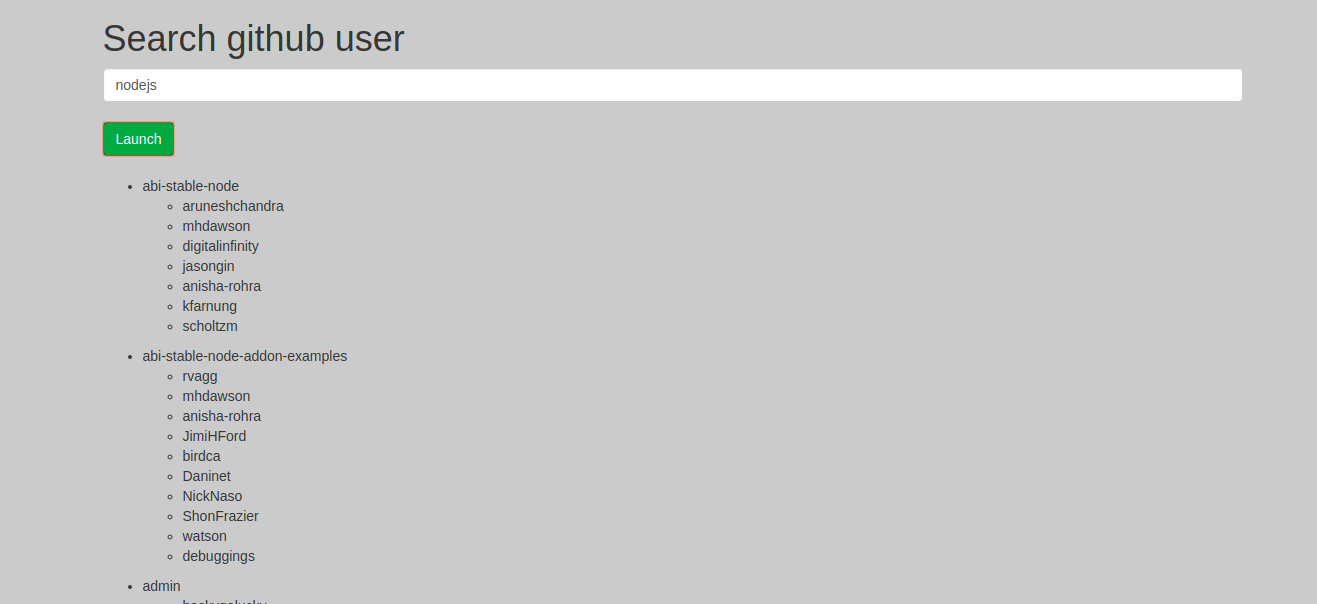 Search github user
nodejs
Launch
abi-stable-node
aruneshchandra
mhdawson
digitalinfinity
jasongin
anisha-rohra
kfarnung
scholtzm
abi-stable-node-addon-examples
rvagg
mhdawson
anisha-rohra
JimiHFord
birdca
Daninet
NickNaso
ShonFrazier
watson
debuggings
admin